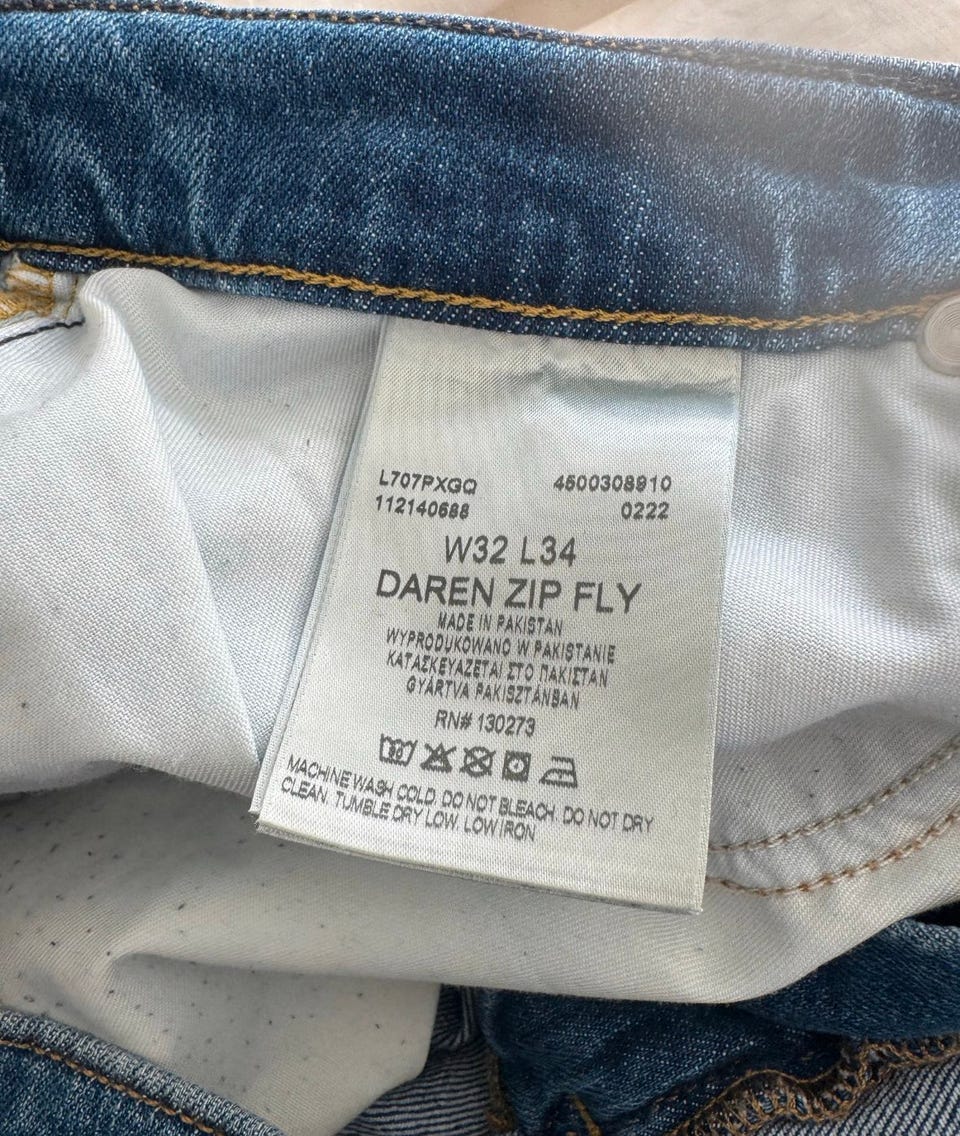 L707PXGQ 4500308910
112140688 0222
W32 L34
DAREN ZIP FLY
MADE IN PAKISTAN
WYPRODUKOWANO W PAKISTANIE
ΚΑΤΑΣΚΕΥΑΖΕΤΑΙ ΣΤΟ ΠΑΚΙΣΤΑΝ
GYÁRTVA PAKISZTÁNBAN
RN# 130273
MACHINE WASH COLD. DO NOT BLEACH. DO NOT DRY
CLEAN. TUMBLE DRY LOW. LOW IRON